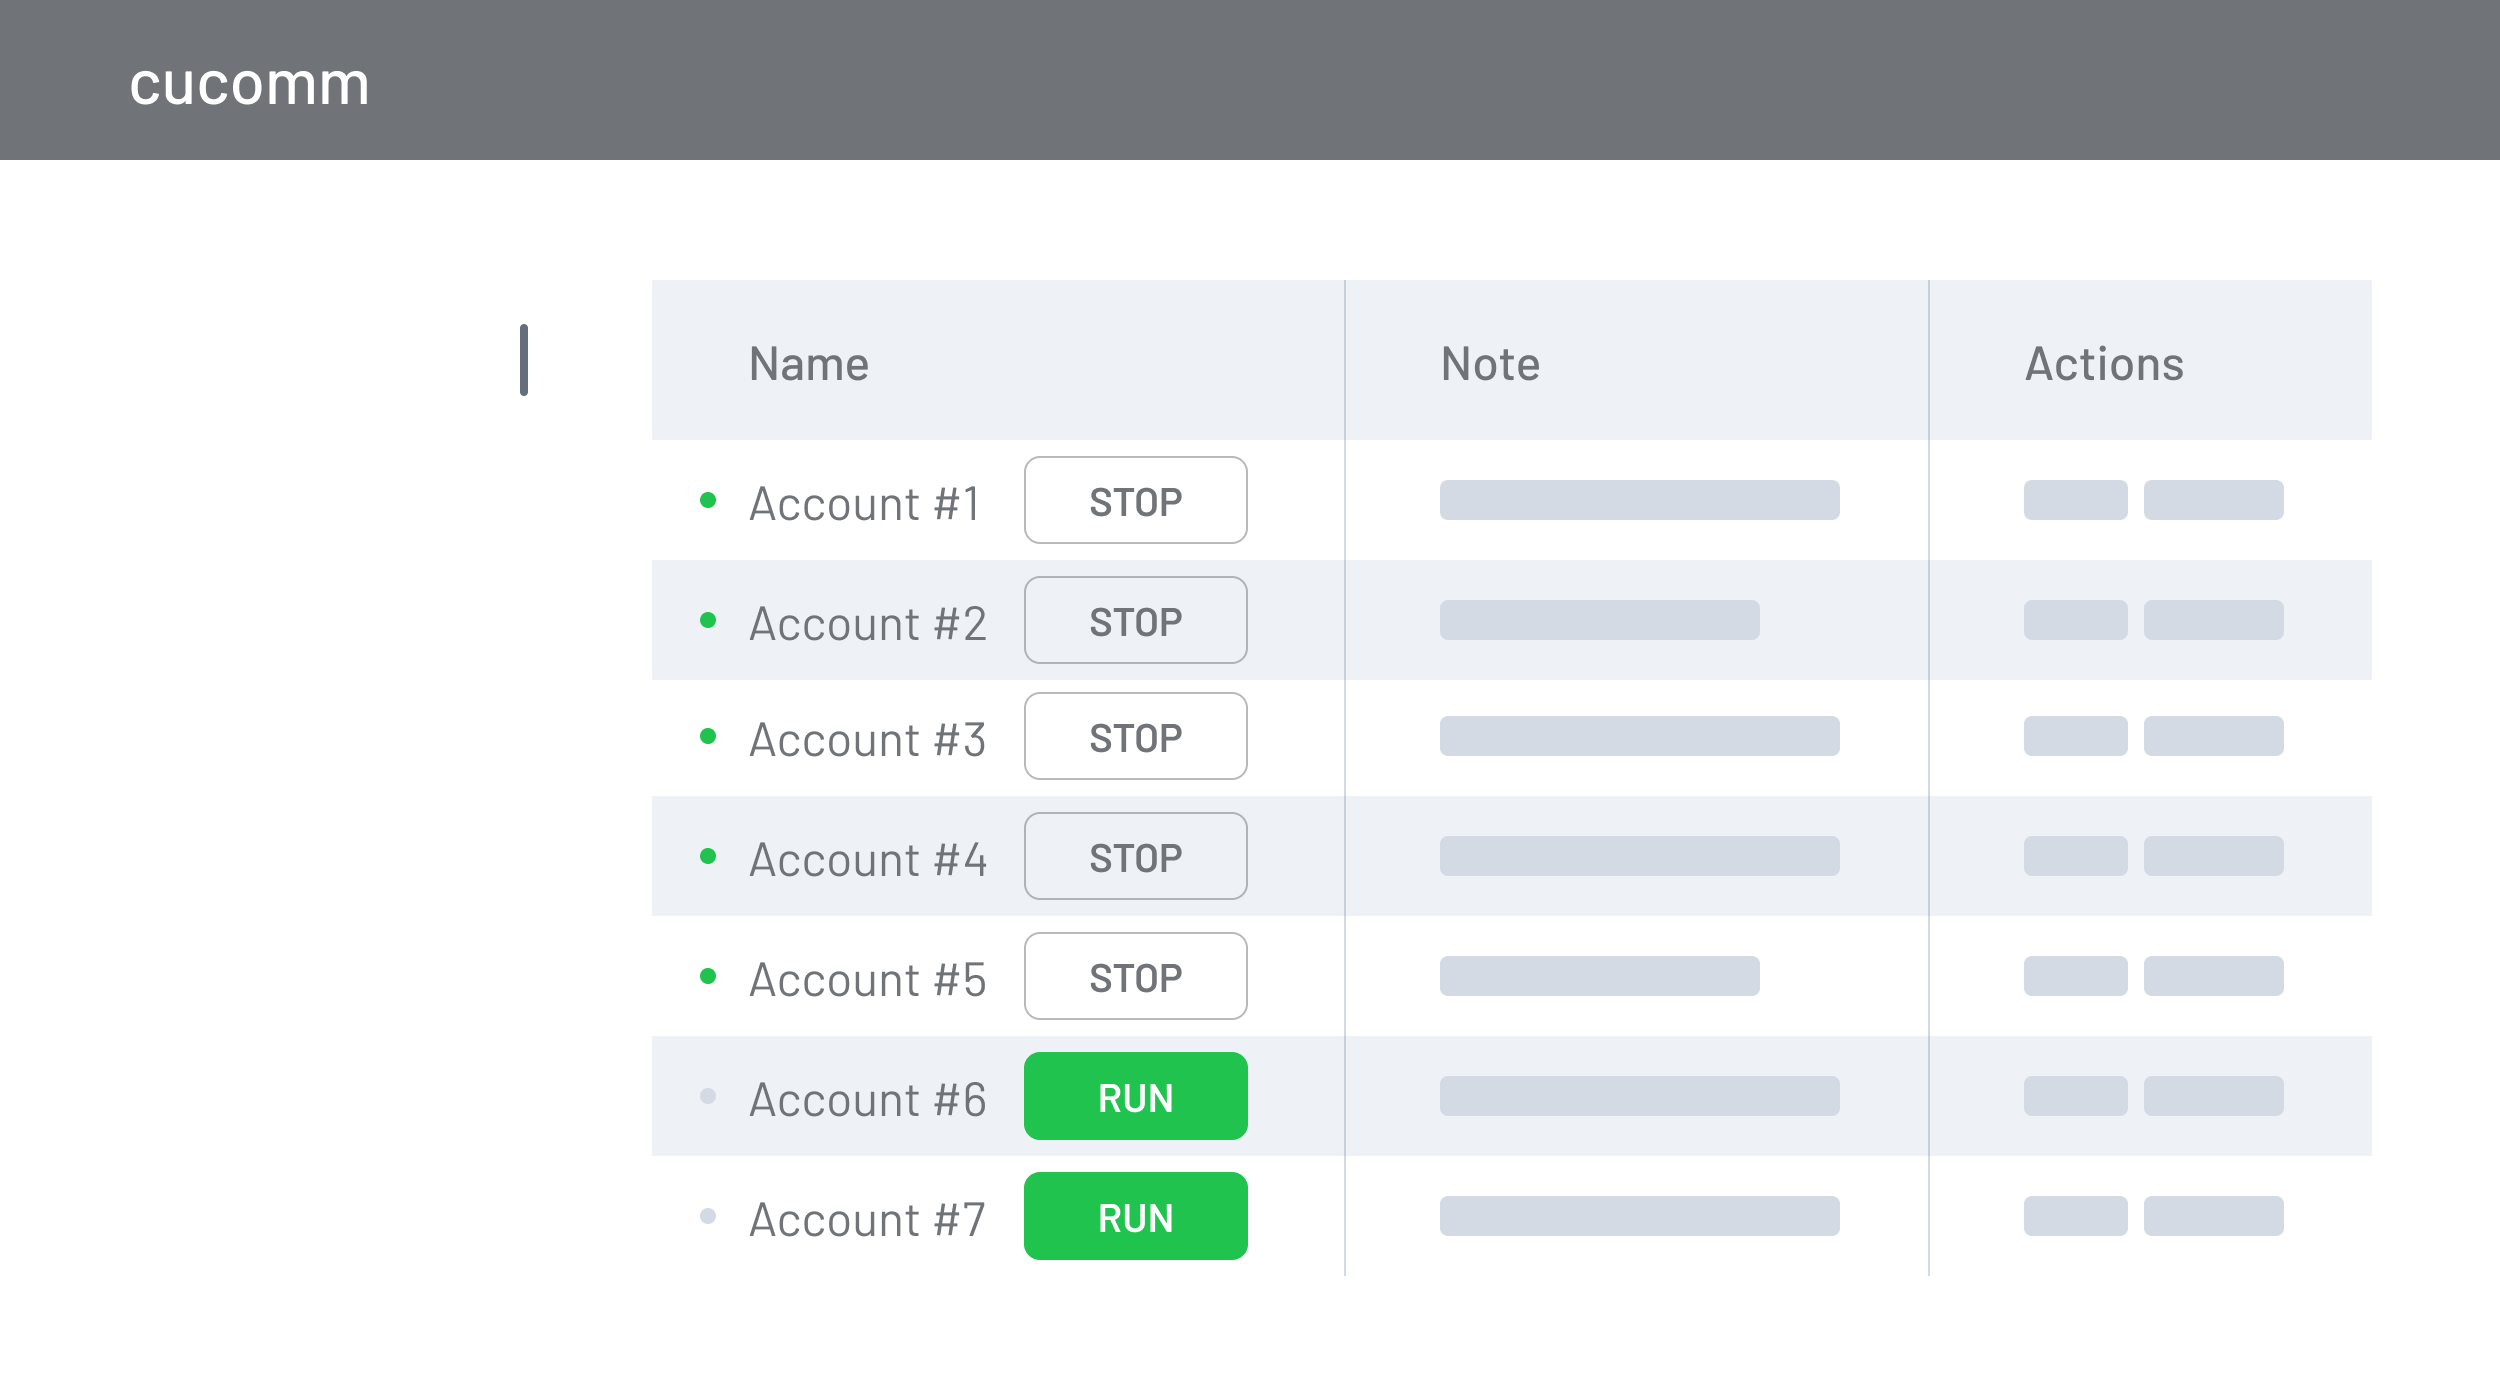 cucomm
Name Note Actions
Account #1 STOP
Account #2 STOP
Account #3 STOP
Account #4 STOP
Account #5 STOP
Account #6 RUN
Account #7 RUN